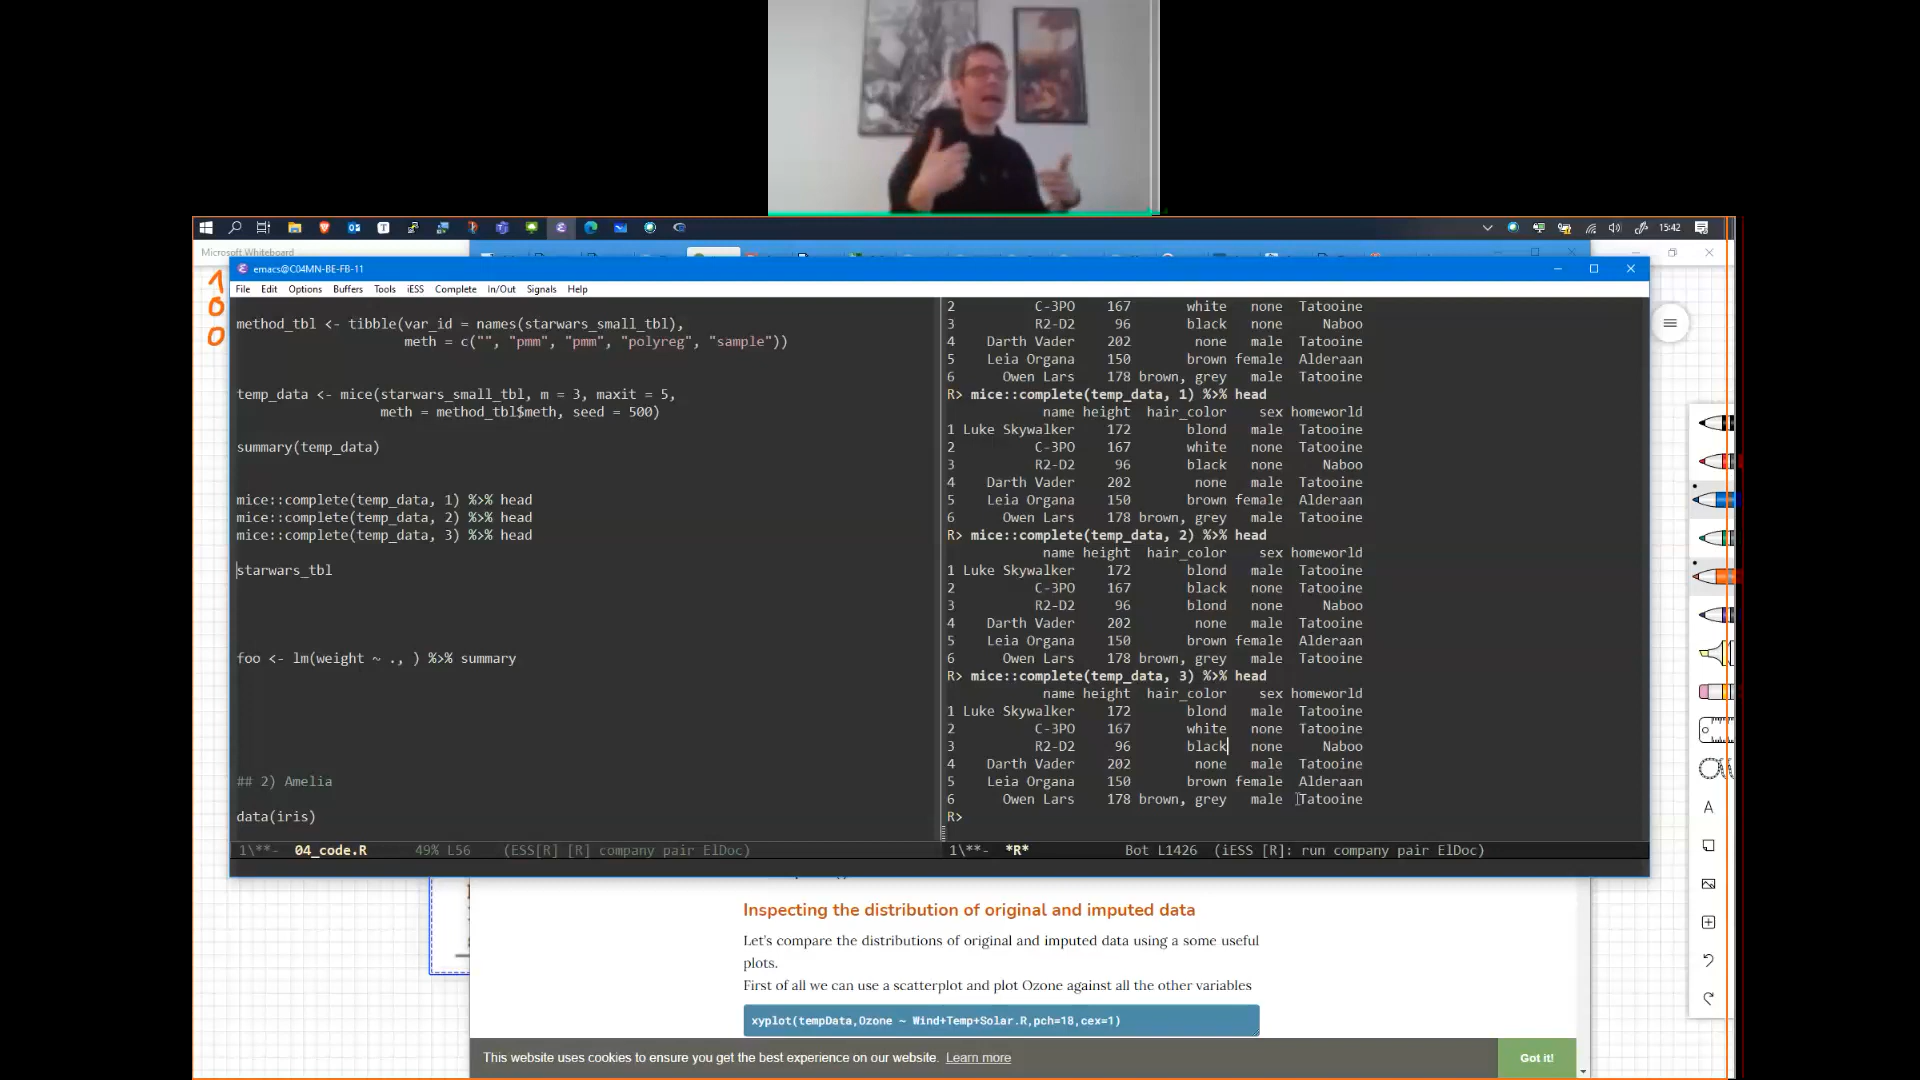 15:42
Microsoft Whiteboard
1
0
0
emacs@C04MN-BE-FB-11
File Edit Options Buffers Tools iESS Complete In/Out Signals Help
method_tbl <- tibble(var_id = names(starwars_small_tbl),
meth = c("", "pmm", "pmm", "polyreg", "sample"))
temp_data <- mice(starwars_small_tbl, m = 3, maxit = 5,
meth = method_tbl$meth, seed = 500)
summary(temp_data)
mice::complete(temp_data, 1) %>% head
mice::complete(temp_data, 2) %>% head
mice::complete(temp_data, 3) %>% head
starwars_tbl
foo <- lm(weight ~ ., ) %>% summary
## 2) Amelia
data(iris)
1\**- 04_code.R 49% L56 (ESS[R] [R] company pair ElDoc)
2 C-3PO 167 white none Tatooine
3 R2-D2 96 black none Naboo
4 Darth Vader 202 none male Tatooine
5 Leia Organa 150 brown female Alderaan
6 Owen Lars 178 brown, grey male Tatooine
R> mice::complete(temp_data, 1) %>% head
name height hair_color sex homeworld
1 Luke Skywalker 172 blond male Tatooine
2 C-3PO 167 white none Tatooine
3 R2-D2 96 black none Naboo
4 Darth Vader 202 none male Tatooine
5 Leia Organa 150 brown female Alderaan
6 Owen Lars 178 brown, grey male Tatooine
R> mice::complete(temp_data, 2) %>% head
name height hair_color sex homeworld
1 Luke Skywalker 172 blond male Tatooine
2 C-3PO 167 black none Tatooine
3 R2-D2 96 blond none Naboo
4 Darth Vader 202 none male Tatooine
5 Leia Organa 150 brown female Alderaan
6 Owen Lars 178 brown, grey male Tatooine
R> mice::complete(temp_data, 3) %>% head
name height hair_color sex homeworld
1 Luke Skywalker 172 blond male Tatooine
2 C-3PO 167 white none Tatooine
3 R2-D2 96 black none Naboo
4 Darth Vader 202 none male Tatooine
5 Leia Organa 150 brown female Alderaan
6 Owen Lars 178 brown, grey male Tatooine
R>
1\**- *R* Bot L1426 (iESS [R]: run company pair ElDoc)
Inspecting the distribution of original and imputed data
Let's compare the distributions of original and imputed data using a some useful
plots.
First of all we can use a scatterplot and plot Ozone against all the other variables
xyplot(tempData,Ozone ~ Wind+Temp+Solar.R,pch=18,cex=1)
This website uses cookies to ensure you get the best experience on our website. Learn more
Got it!